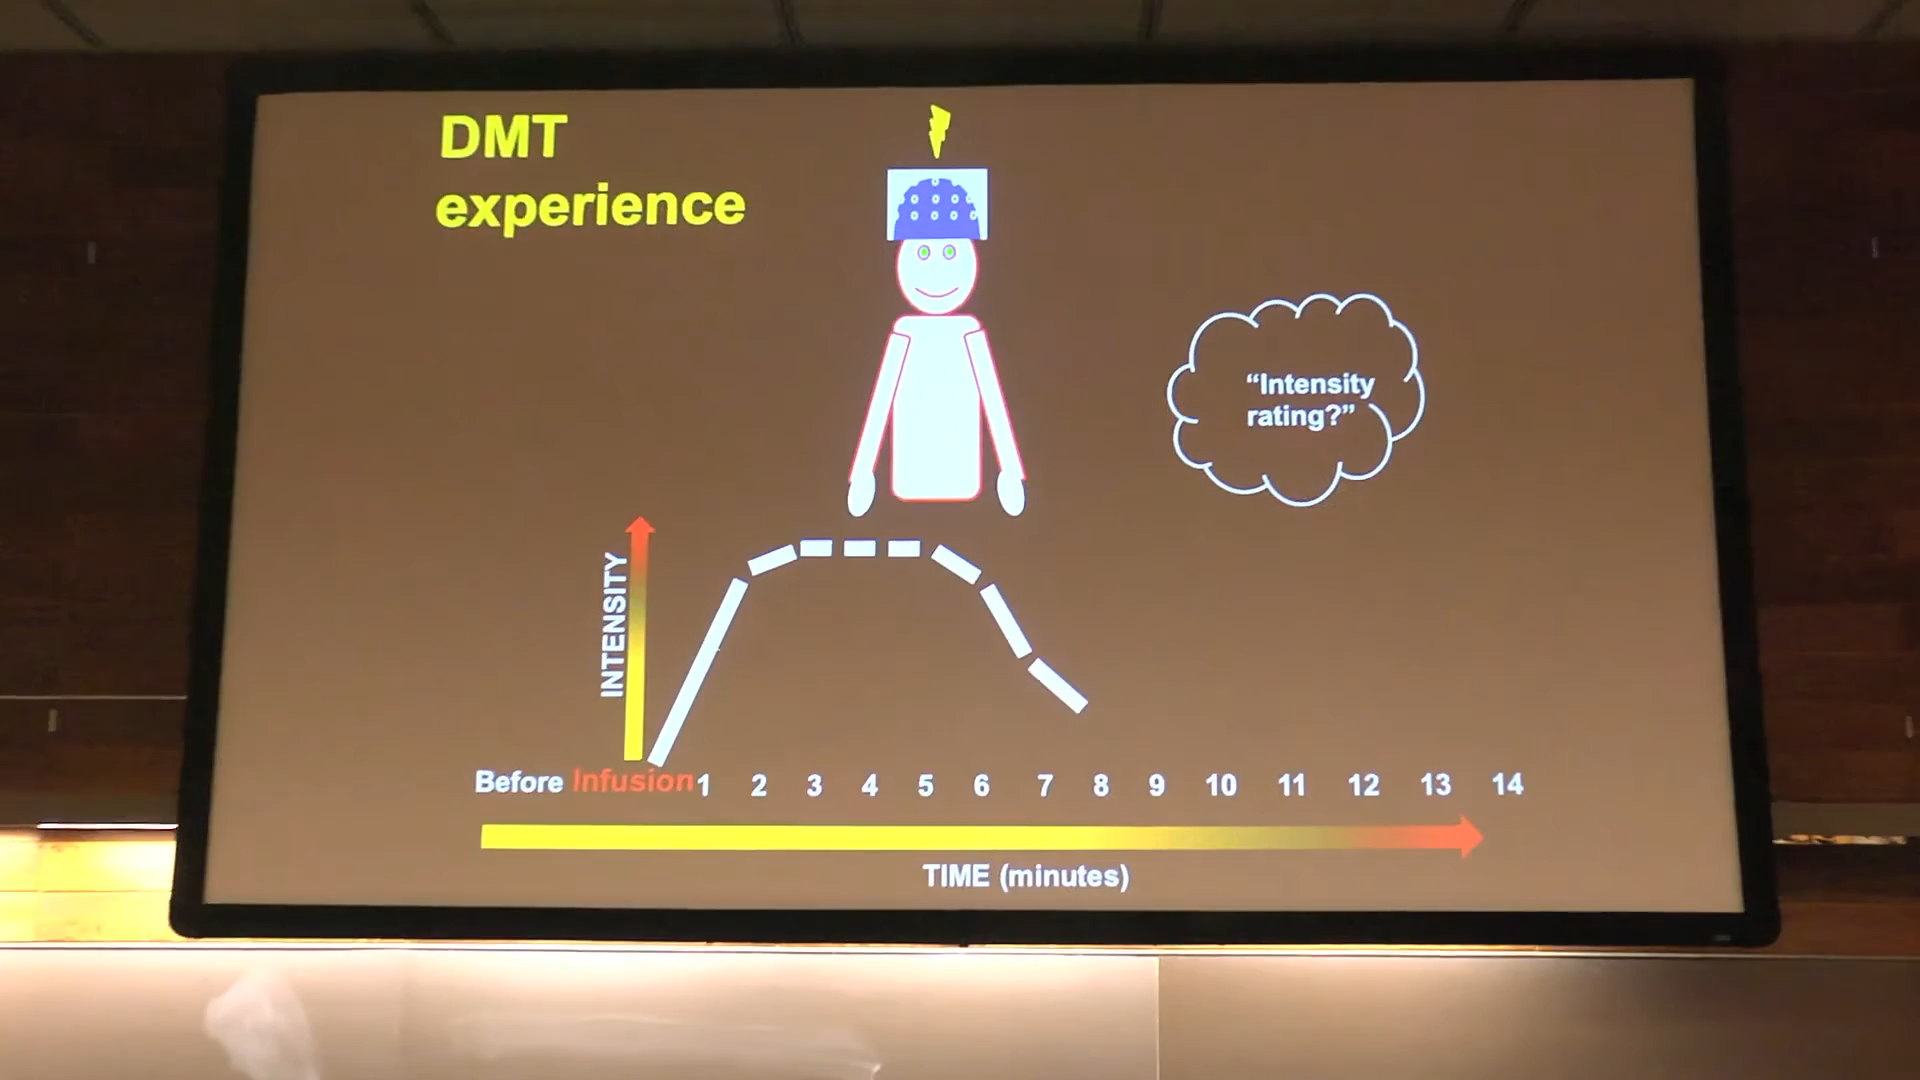 DMT
experience
“Intensity
rating?”
INTENSITY
Before Infusion 1 2 3 4 5 6 7 8 9 10 11 12 13 14
TIME (minutes)